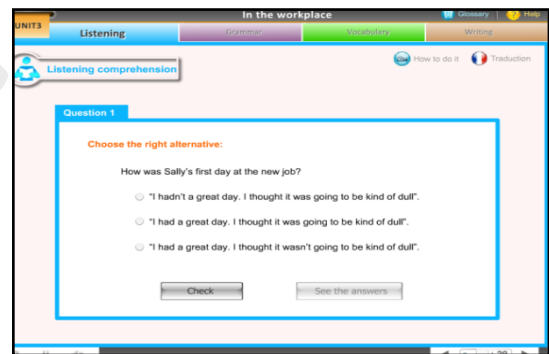 In the workplace
Glossary
? Help
UNIT3
Listening
Grammar
Vocabulary
Writing
How to do it
Traduction
Listening comprehension
Question 1
Choose the right alternative:
How was Sally's first day at the new job?
"I hadn't a great day. I thought it was going to be kind of dull".
"I had a great day. I thought it was going to be kind of dull".
"I had a great day. I thought it wasn't going to be kind of dull".
Check
See the answers